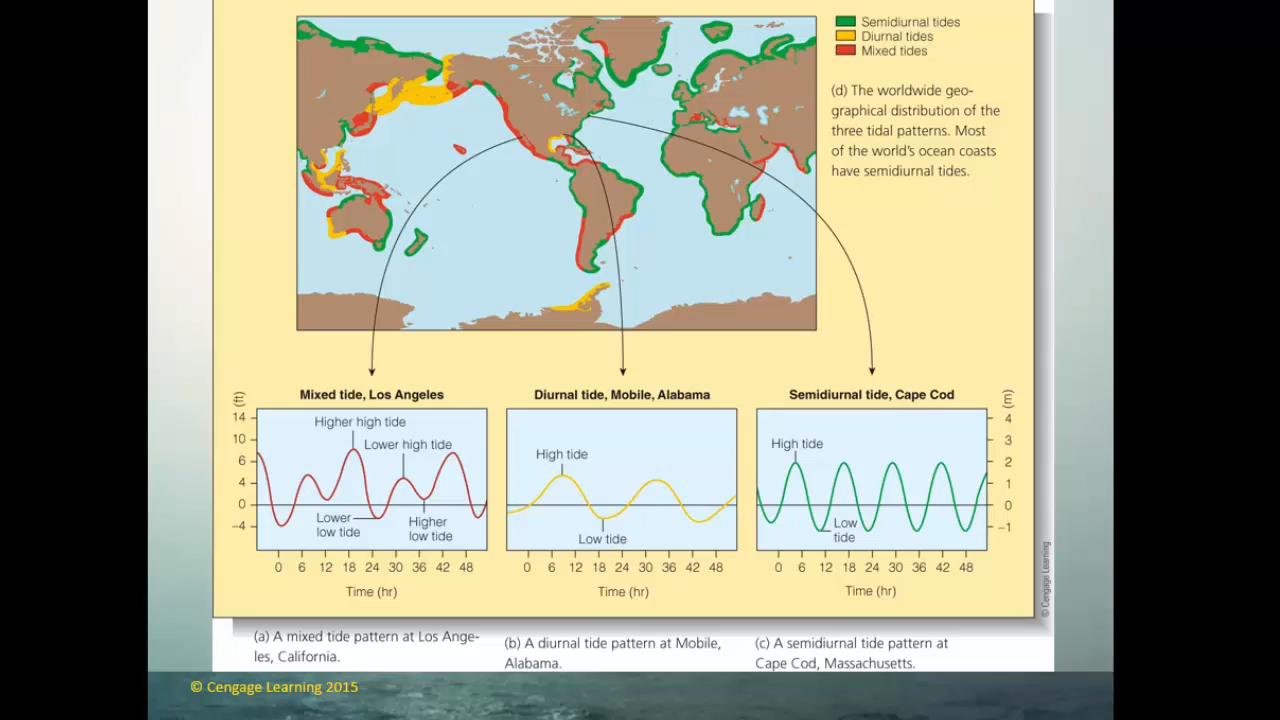 Semidiurnal tides
Diurnal tides
Mixed tides
(d) The worldwide geo-
graphical distribution of the
three tidal patterns. Most
of the world's ocean coasts
have semidiurnal tides.
Mixed tide, Los Angeles
(ft)
14
10
6
4
0
−4
Higher high tide
Lower high tide
Lower
low tide
Higher
low tide
0 6 12 18 24 30 36 42 48
Time (hr)
Diurnal tide, Mobile, Alabama
High tide
Low tide
0 6 12 18 24 30 36 42 48
Time (hr)
Semidiurnal tide, Cape Cod
(m)
4
3
2
1
0
−1
High tide
Low
tide
0 6 12 18 24 30 36 42 48
Time (hr)
© Cengage Learning
(a) A mixed tide pattern at Los Ange-
les, California.
(b) A diurnal tide pattern at Mobile,
Alabama.
(c) A semidiurnal tide pattern at
Cape Cod, Massachusetts.
© Cengage Learning 2015